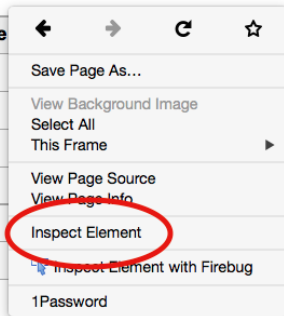 e
Save Page As...
View Background Image
Select All
This Frame
View Page Source
View Page Info
Inspect Element
Inspect Element with Firebug
1Password